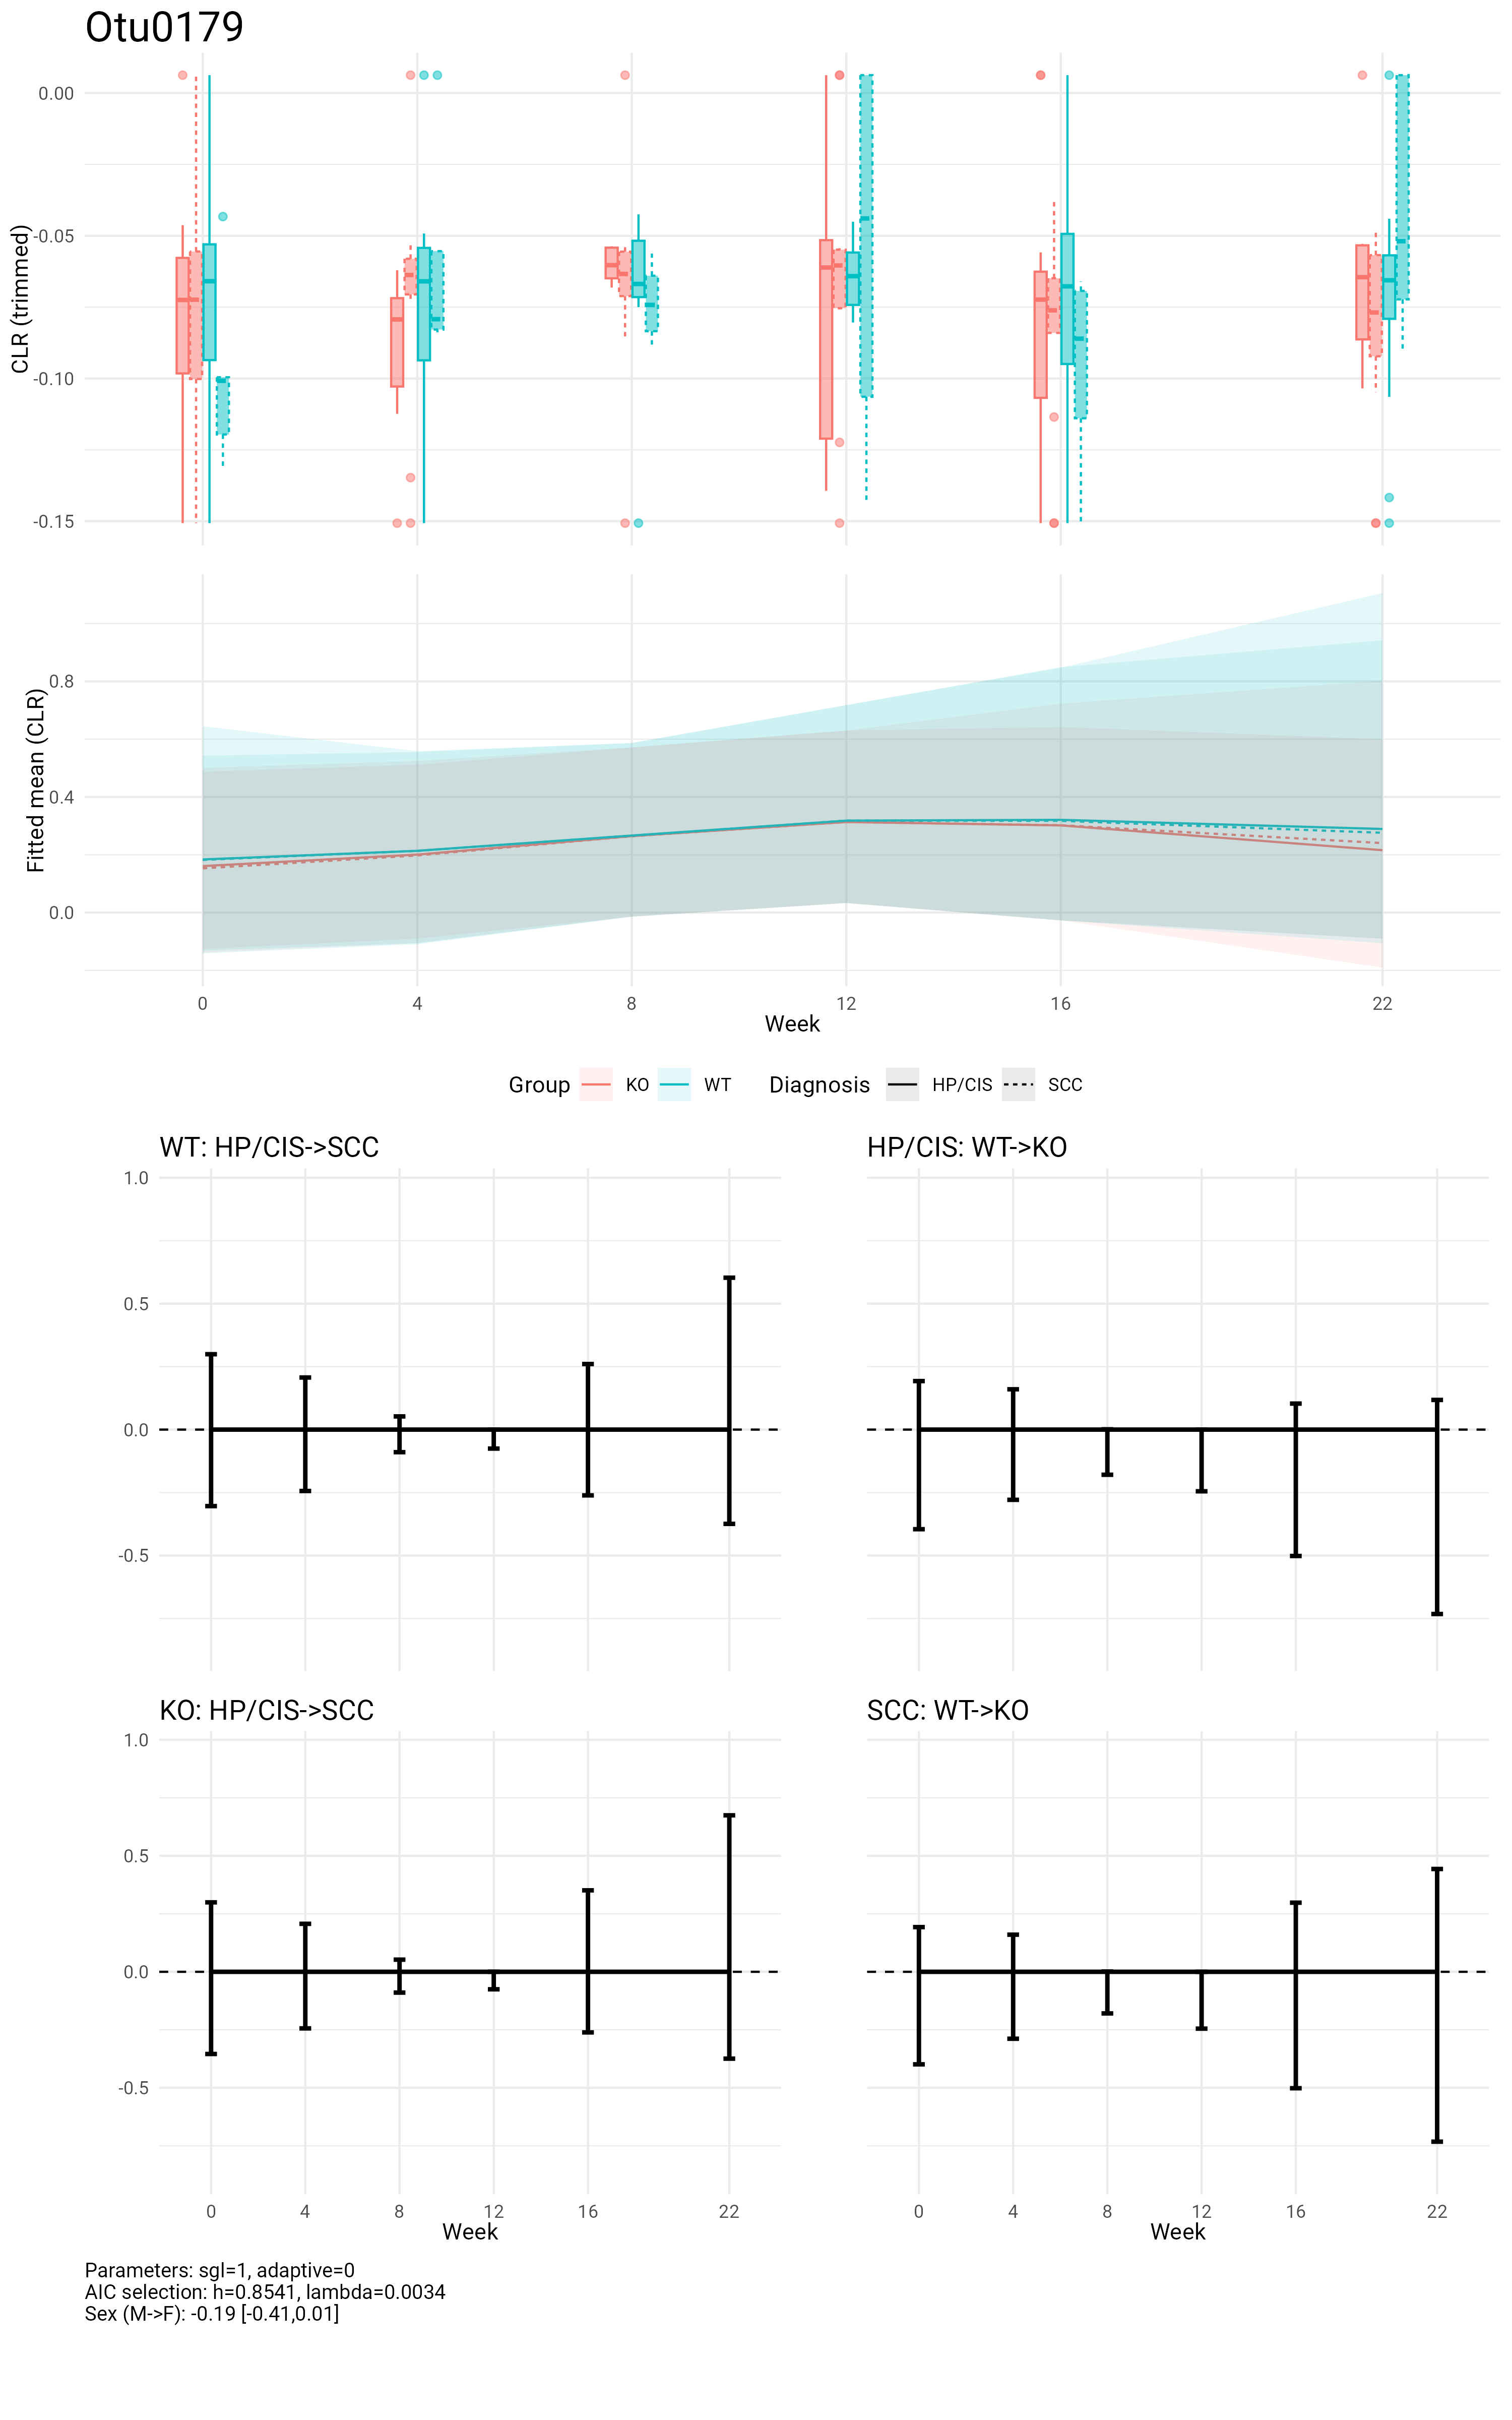 Otu0179
CLR (trimmed)
0.00
-0.05
-0.10
-0.15
Fitted mean (CLR)
0.8
0.4
0.0
0 4 8 12 16 22
Week
Group KO WT Diagnosis HP/CIS SCC
WT: HP/CIS->SCC
1.0
0.5
0.0
-0.5
HP/CIS: WT->KO
KO: HP/CIS->SCC
1.0
0.5
0.0
-0.5
0 4 8 12 16 22
Week
SCC: WT->KO
0 4 8 12 16 22
Week
Parameters: sgl=1, adaptive=0
AIC selection: h=0.8541, lambda=0.0034
Sex (M->F): -0.19 [-0.41,0.01]